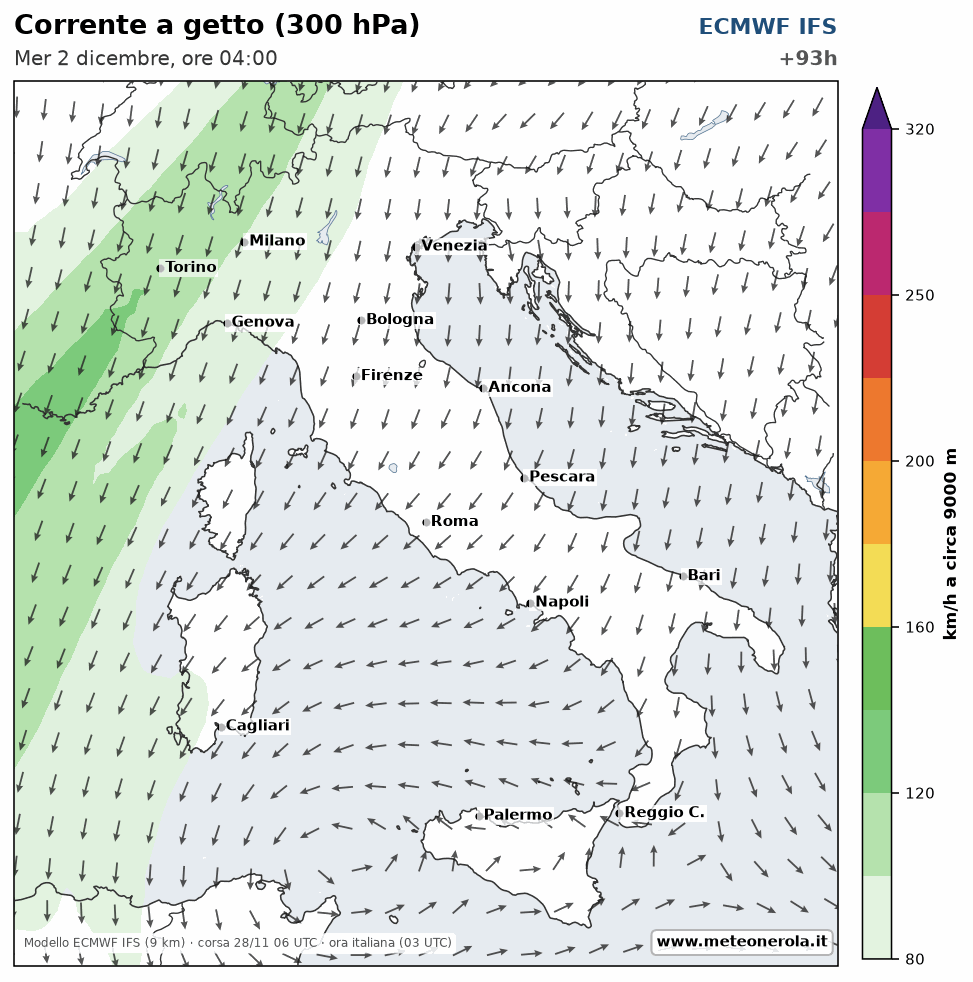 Corrente a getto (300 hPa)
ECMWF IFS
Mer 2 dicembre, ore 04:00
+93h
Milano
Venezia
Torino
Genova
Bologna
Firenze
Ancona
Pescara
Roma
Bari
Napoli
Cagliari
Palermo
Reggio C.
320
250
200
160
120
80
km/h a circa 9000 m
Modello ECMWF IFS (9 km) · corsa 28/11 06 UTC · ora italiana (03 UTC)
www.meteonerola.it